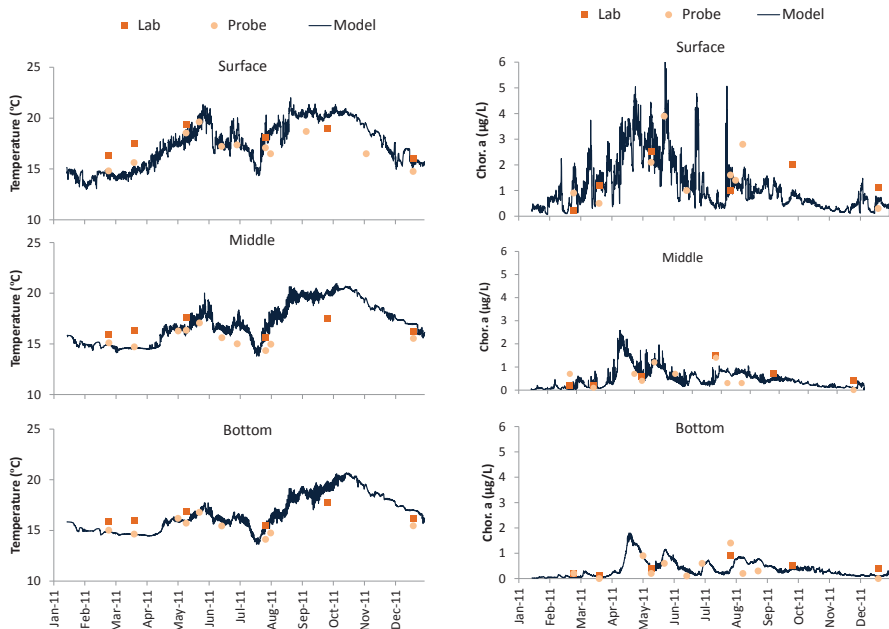 Lab Probe Model
Surface
Temperature (°C)
25
20
15
10
Middle
Temperature (°C)
25
20
15
10
Bottom
Temperature (°C)
25
20
15
10
Jan-11 Feb-11 Mar-11 Apr-11 May-11 Jun-11 Jul-11 Aug-11 Sep-11 Oct-11 Nov-11 Dec-11
Lab Probe Model
Surface
Chor. a (µg/L)
6
5
4
3
2
1
0
Middle
Chor. a (µg/L)
6
5
4
3
2
1
0
Bottom
Chor. a (µg/L)
6
5
4
3
2
1
0
Jan-11 Feb-11 Mar-11 Apr-11 May-11 Jun-11 Jul-11 Aug-11 Sep-11 Oct-11 Nov-11 Dec-11